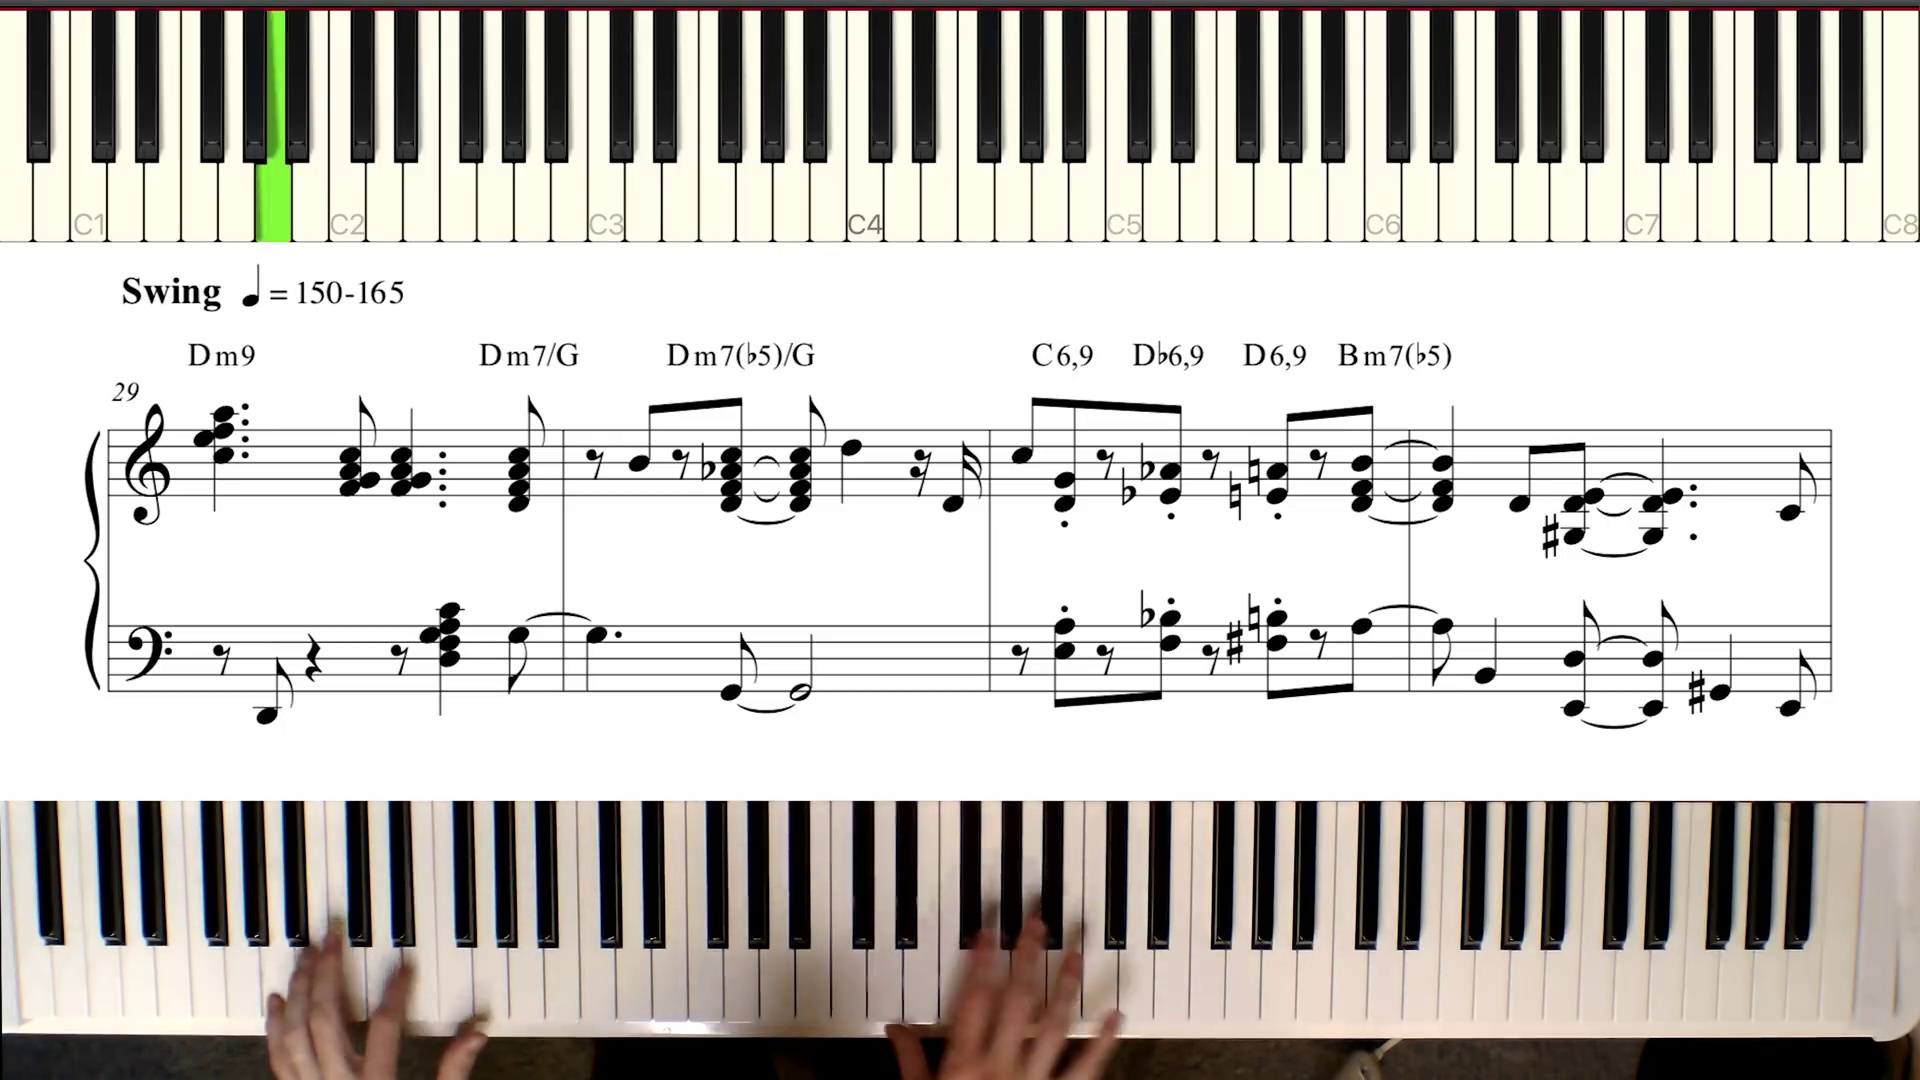 C1 C2 C3 C4 C5 C6 C7 C8
Swing ♩ = 150-165
Dm9 Dm7/G Dm7(♭5)/G C6,9 D♭6,9 D6,9 Bm7(♭5)
29